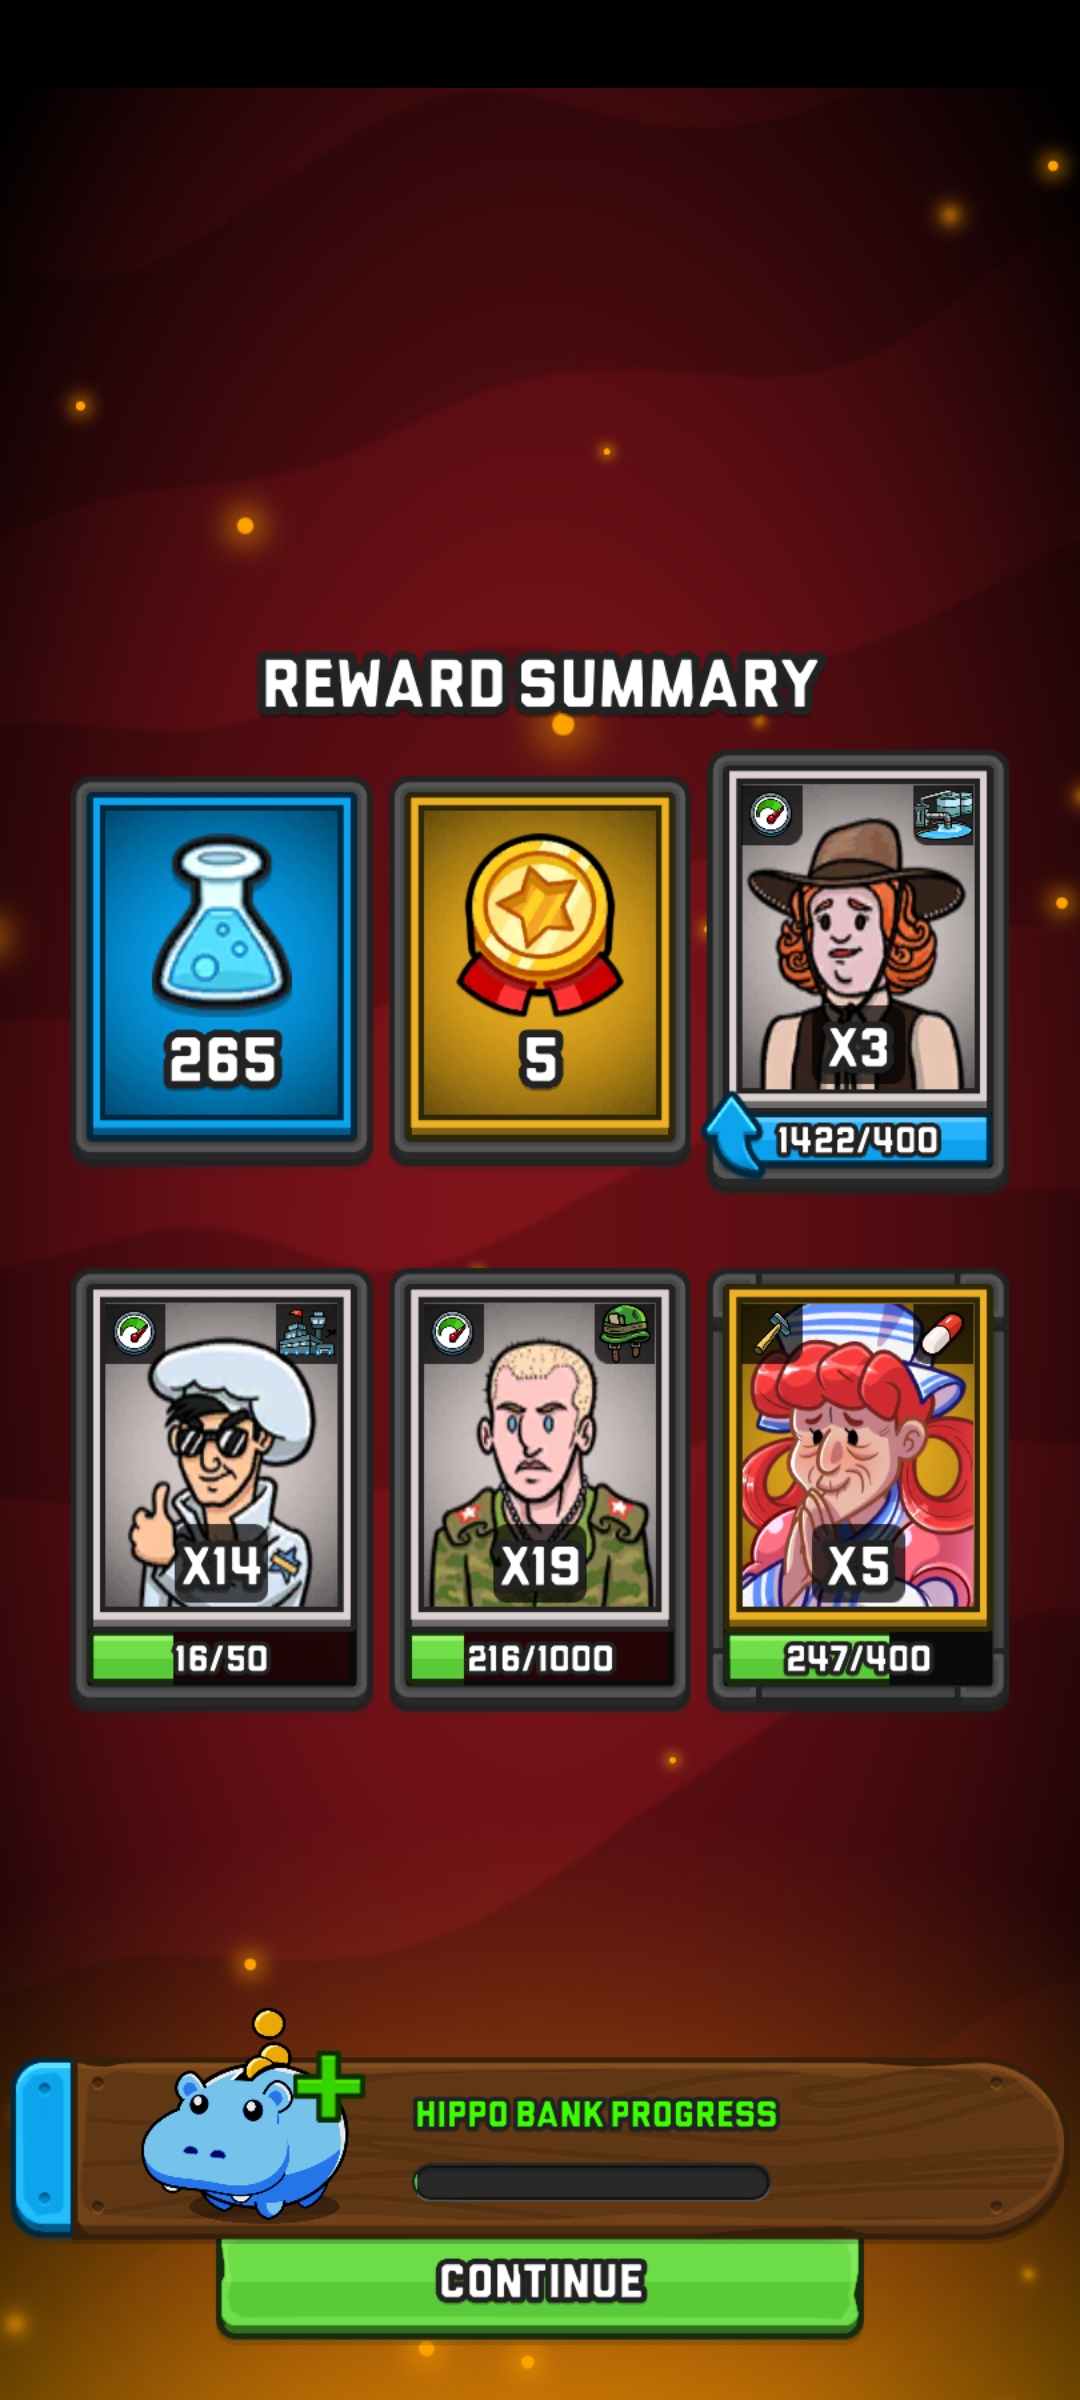 REWARD SUMMARY
265
5
X3
1422/400
X14
16/50
X19
216/1000
X5
247/400
HIPPO BANK PROGRESS
CONTINUE